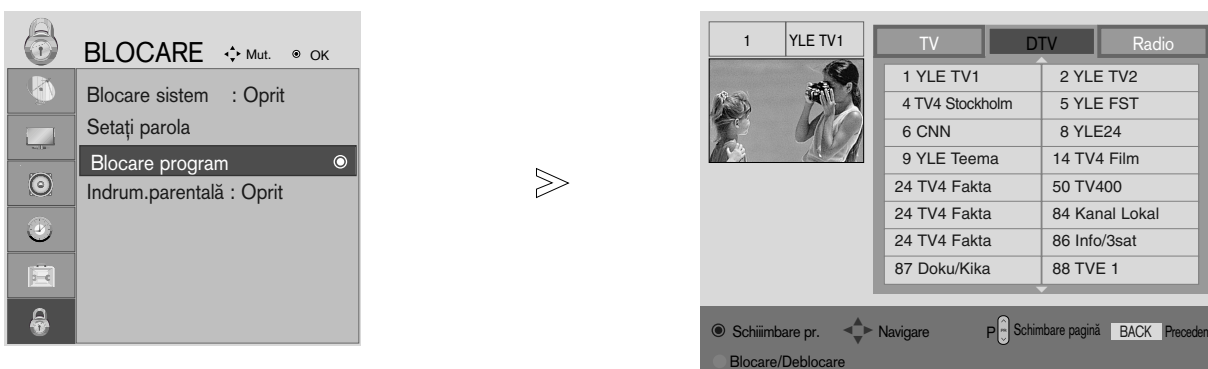 BLOCARE Mut. OK
Blocare sistem : Oprit
Setați parola
Blocare program
Indrum.parentală : Oprit
1 YLE TV1
TV DTV Radio
1 YLE TV1 2 YLE TV2
4 TV4 Stockholm 5 YLE FST
6 CNN 8 YLE24
9 YLE Teema 14 TV4 Film
24 TV4 Fakta 50 TV400
24 TV4 Fakta 84 Kanal Lokal
24 TV4 Fakta 86 Info/3sat
87 Doku/Kika 88 TVE 1
Schiiimbare pr. Navigare P Schimbare pagină BACK Preceden
Blocare/Deblocare